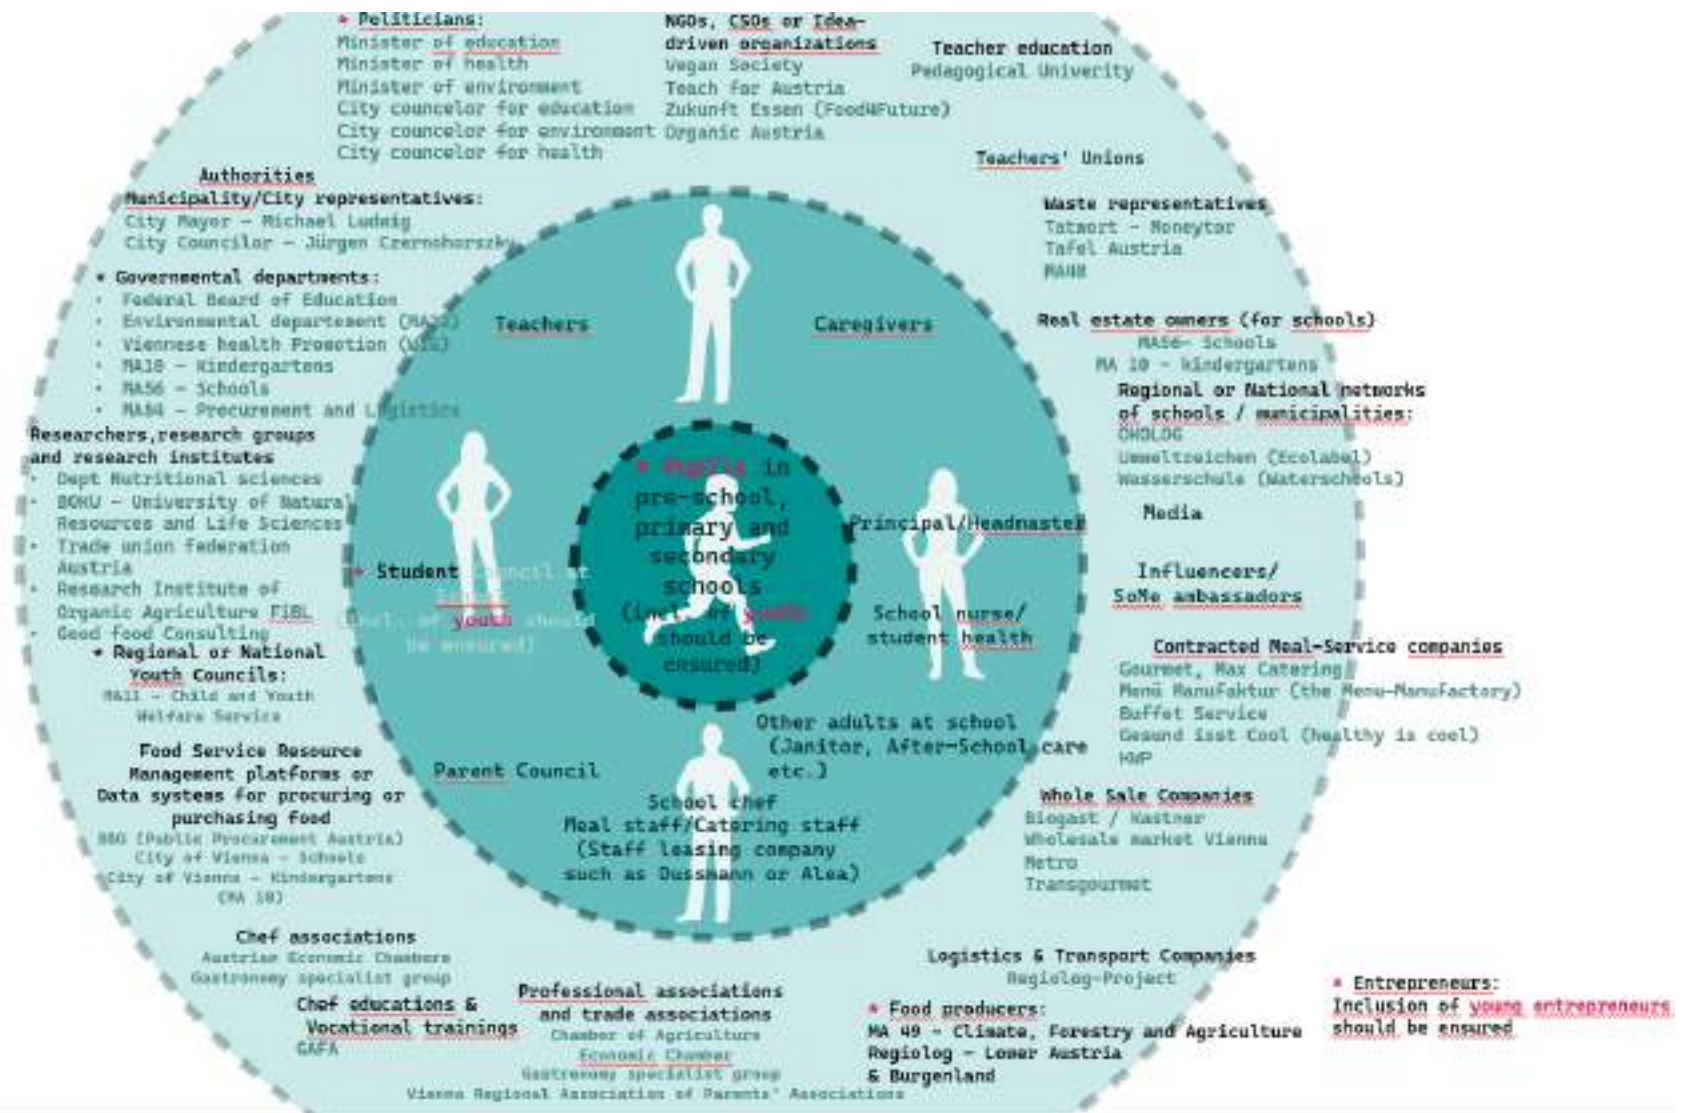 * Politicians:
Minister of education
Minister of health
Minister of environment
City councelor for education
City councelor for environment
City councelor for health
NGOs, CSOs or Idea-
driven organizations
Vegan Society
Teach for Austria
Zukunft Essen (Food4Future)
Organic Austria
Teacher education
Pedagogical Univerity
Teachers' Unions
Authorities
Municipality/City representatives:
City Mayor – Michael Ludwig
City Councilor – Jürgen Czernohorszky
* Governmental departments:
• Federal Board of Education
• Environmental departement
• Viennese health Promotion
• MA10 – Kindergartens
• MA56 – Schools
• MA54 – Procurement and Logistics
Researchers,research groups
and research institutes
• Dept Nutritional sciences
• BOKU – University of Natural
Resources and Life Sciences
• Trade union federation
Austria
• Research Institute of
Organic Agriculture FiBL
• Good food Consulting
* Regional or National
Youth Councils:
MA11 – Child and Youth
Welfare Service
Food Service Resource
Management platforms or
Data systems for procuring or
purchasing food
BBG (Public Procurement Austria)
City of Vienna – Schools
City of Vienna – Kindergartens
(MA 10)
Chef associations
Austrian Economic Chambers
Gastronomy specialist group
Chef educations &
Vocational trainings
GAFA
Professional associations
and trade associations
Chamber of Agriculture
Economic Chamber
Gastronomy specialist group
Vienna Regional Association of Parents' Associations
Teachers
Caregivers
* Student Council at
(incl. of youth should
be ensured)
* Pupils in
pre-school,
primary and
secondary
schools
(incl. of youth
should be
ensured)
Principal/Headmaster
School nurse/
student health
Parent Council
Other adults at school
(Janitor, After-School care
etc.)
School chef
Meal staff/Catering staff
(Staff leasing company
such as Dussmann or Alea)
Waste representatives
Tatwort – Moneytor
Tafel Austria
MA48
Real estate owners (for schools)
MA56– Schools
MA 10 – kindergartens
Regional or National networks
of schools / municipalities:
ÖKOLOG
Umweltzeichen (Ecolabel)
Wasserschule (Waterschools)
Media
Influencers/
SoMe ambassadors
Contracted Meal-Service companies
Gourmet, Max Catering
Menü ManuFaktur (the Menu-ManuFactory)
Buffet Service
Gesund isst Cool (healthy is cool)
Whole Sale Companies
Biogast / Kastner
Wholesale market Vienna
Metro
Transgourmet
Logistics & Transport Companies
Regiolog-Project
* Food producers:
MA 49 – Climate, Forestry and Agriculture
Regiolog – Lower Austria
& Burgenland
* Entrepreneurs:
Inclusion of young entrepreneurs
should be ensured